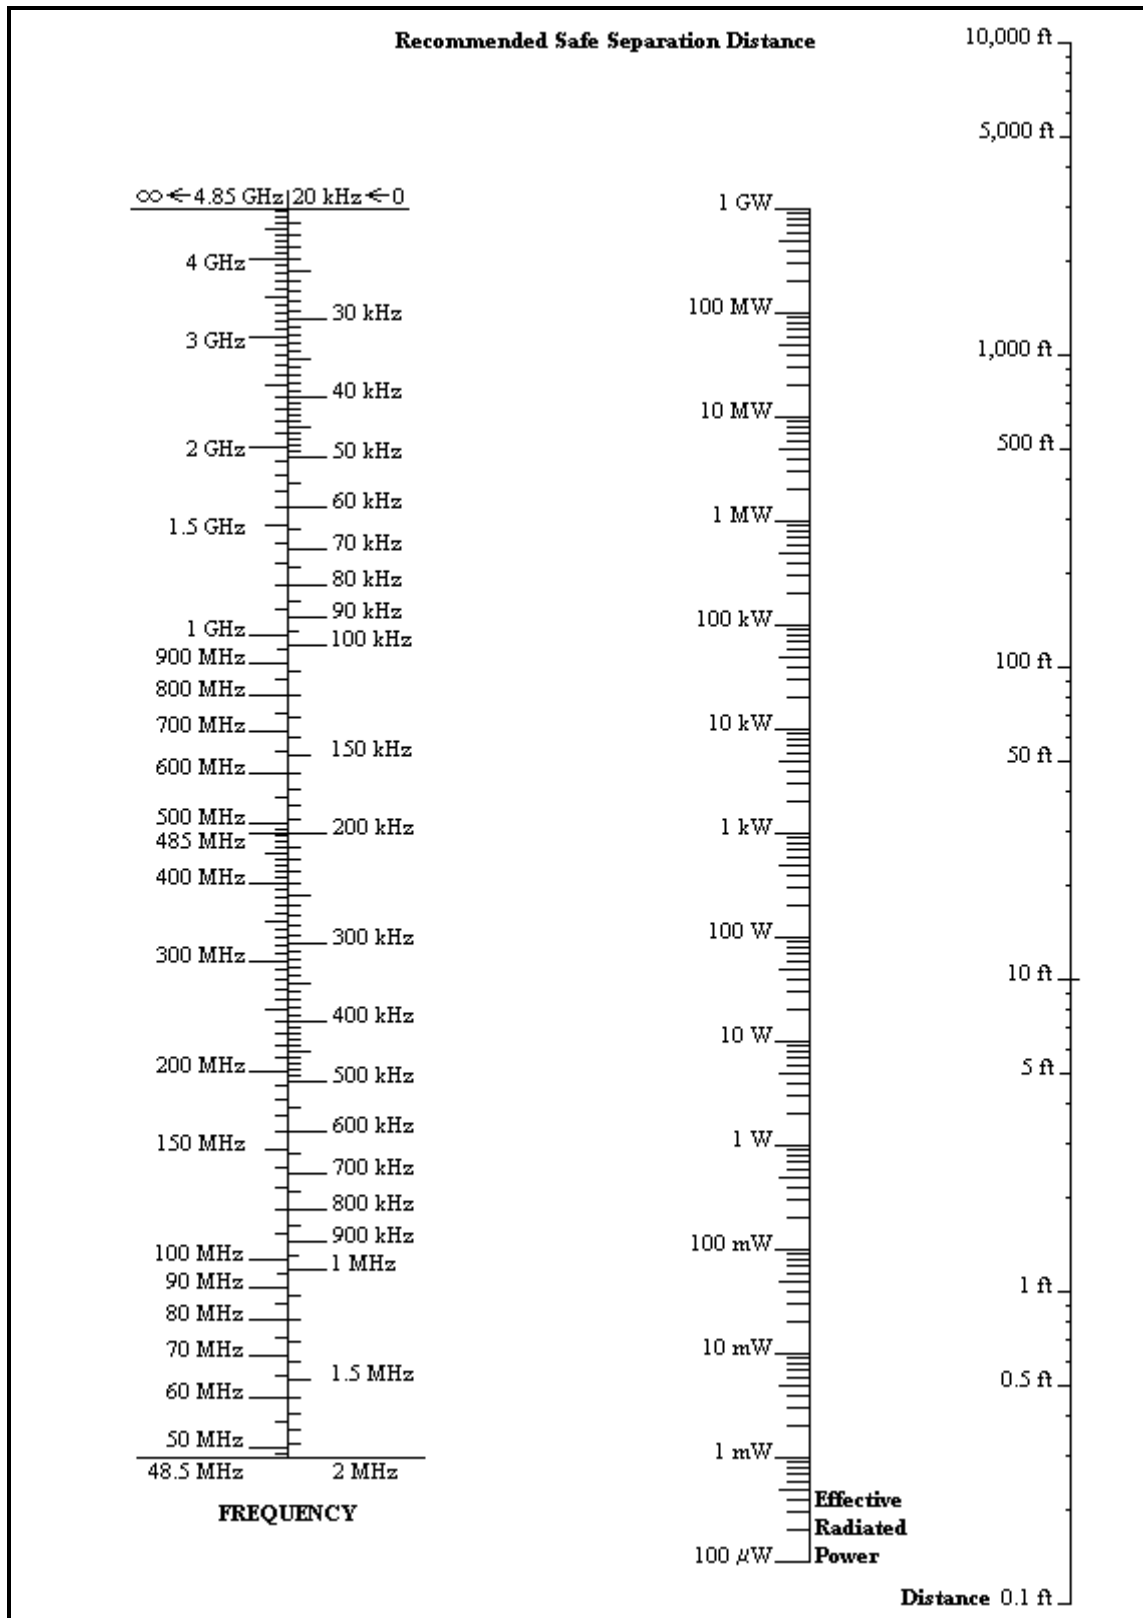 Recommended Safe Separation Distance
∞←4.85 GHz 20 kHz←0
4 GHz
3 GHz
2 GHz
1.5 GHz
1 GHz
900 MHz
800 MHz
700 MHz
600 MHz
500 MHz
485 MHz
400 MHz
300 MHz
200 MHz
150 MHz
100 MHz
90 MHz
80 MHz
70 MHz
60 MHz
50 MHz
48.5 MHz
30 kHz
40 kHz
50 kHz
60 kHz
70 kHz
80 kHz
90 kHz
100 kHz
150 kHz
200 kHz
300 kHz
400 kHz
500 kHz
600 kHz
700 kHz
800 kHz
900 kHz
1 MHz
1.5 MHz
2 MHz
FREQUENCY
1 GW
100 MW
10 MW
1 MW
100 kW
10 kW
1 kW
100 W
10 W
1 W
100 mW
10 mW
1 mW
100 μW
Effective
Radiated
Power
10,000 ft
5,000 ft
1,000 ft
500 ft
100 ft
50 ft
10 ft
5 ft
1 ft
0.5 ft
Distance 0.1 ft